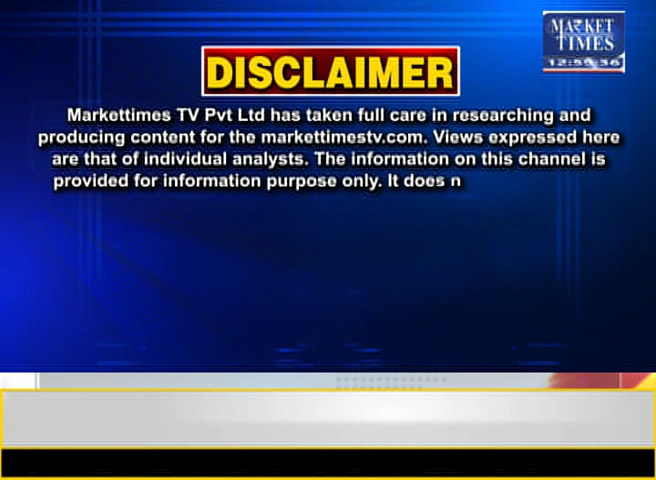 MARKET
TIMES
12:55:36
DISCLAIMER
Markettimes TV Pvt Ltd has taken full care in researching and
producing content for the markettimestv.com. Views expressed here
are that of individual analysts. The information on this channel is
provided for information purpose only. It does n